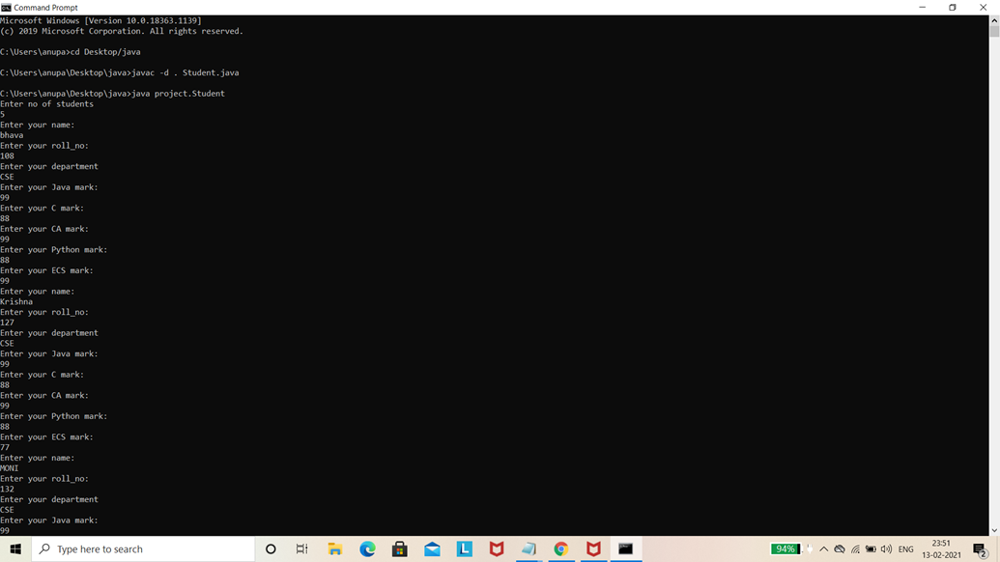 Command Prompt
Microsoft Windows [Version 10.0.18363.1139]
(c) 2019 Microsoft Corporation. All rights reserved.
C:\Users\anupa>cd Desktop/java
C:\Users\anupa\Desktop\java>javac -d . Student.java
C:\Users\anupa\Desktop\java>java project.Student
Enter no of students
5
Enter your name:
bhava
Enter your roll_no:
108
Enter your department
CSE
Enter your Java mark:
99
Enter your C mark:
88
Enter your CA mark:
99
Enter your Python mark:
88
Enter your ECS mark:
99
Enter your name:
Krishna
Enter your roll_no:
127
Enter your department
CSE
Enter your Java mark:
99
Enter your C mark:
88
Enter your CA mark:
99
Enter your Python mark:
88
Enter your ECS mark:
77
Enter your name:
MONI
Enter your roll_no:
132
Enter your department
CSE
Enter your Java mark:
99
Type here to search
L
94%
ENG
23:51
13-02-2021
2